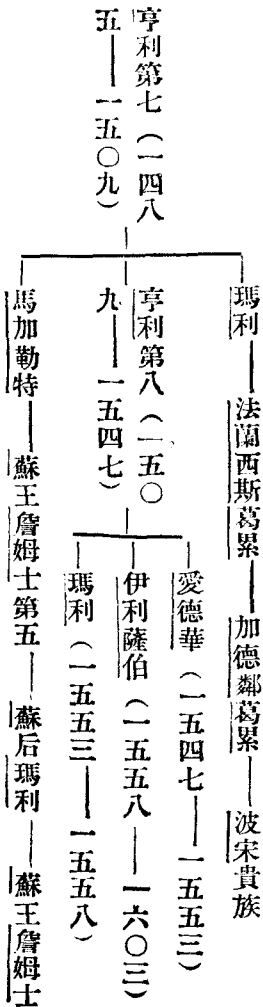 亨利第七(一四八
五——一五〇九)
瑪利——法蘭西斯葛累——加德鄰葛累——波宋貴族
亨利第八(一五〇
九——一五四七)
愛德華(一五四七——一五五三)
伊利薩伯(一五五八——一六〇三)
瑪利(一五五三——一五五八)
馬加勒特——蘇王詹姆士第五——蘇后瑪利——蘇王詹姆士